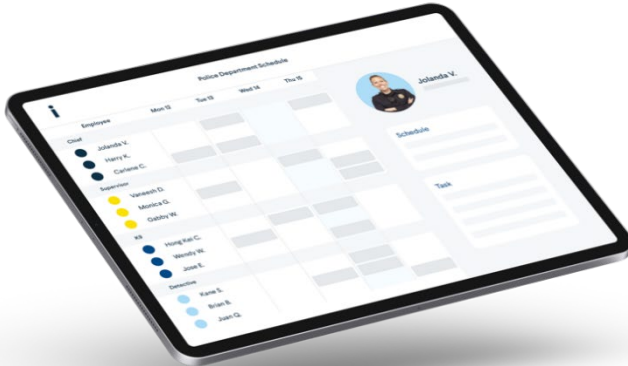 i
Police Department Schedule
Employee Mon 12 Tue 13 Wed 14 Thu 15
Chief
Jolanda V.
Harry K.
Carlene C.
Supervisor
Vaneesh D.
Monica G.
Gabby W.
K9
Hong Kei C.
Wendy W.
Jose E.
Detective
Kane S.
Brian B.
Juan Q.
Jolanda V.
Schedule
Task